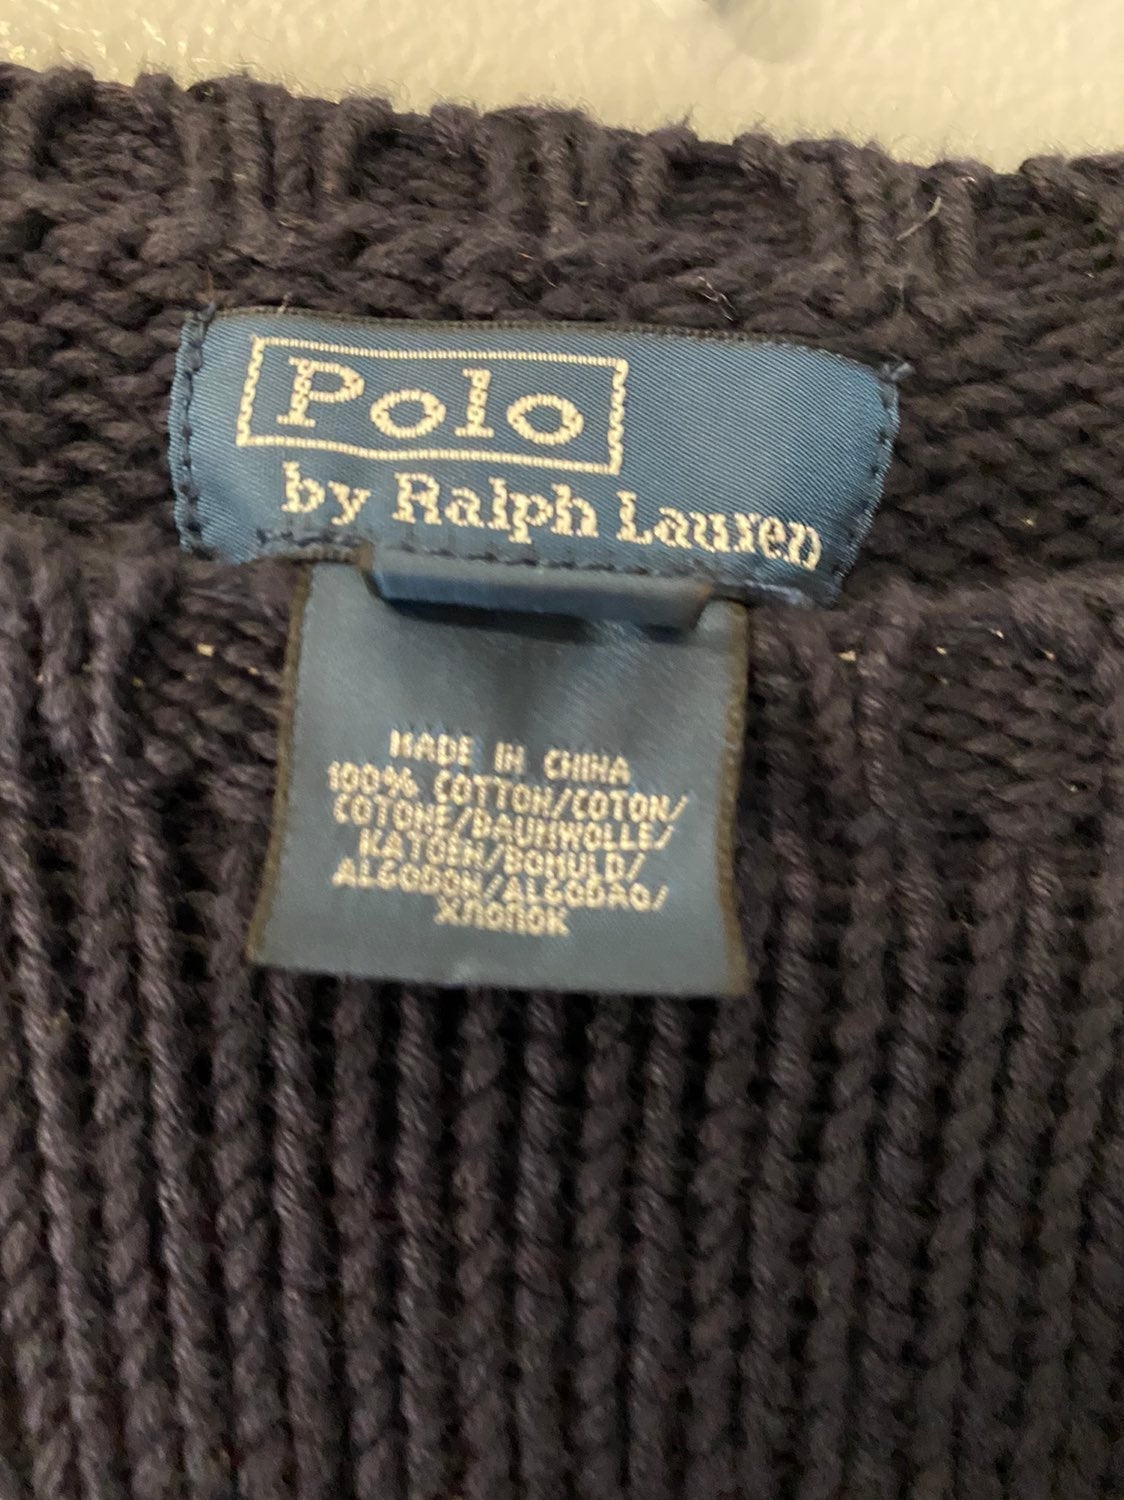 Polo
by Ralph Lauren
MADE IN CHINA
100% COTTON/COTON/
COTONE/BAUMWOLLE/
KATOEN/BOMULD/
ALGODON/ALGODAO/
ХЛОПОК